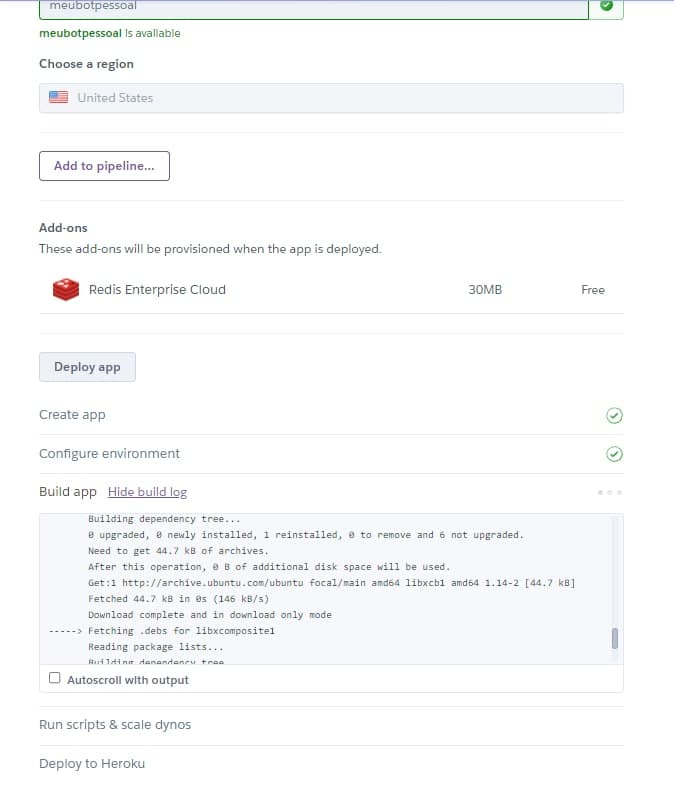 meubotpessoal
meubotpessoal is available
Choose a region
United States
Add to pipeline...
Add-ons
These add-ons will be provisioned when the app is deployed.
Redis Enterprise Cloud 30MB Free
Deploy app
Create app
Configure environment
Build app Hide build log
Building dependency tree...
0 upgraded, 0 newly installed, 1 reinstalled, 0 to remove and 6 not upgraded.
Need to get 44.7 kB of archives.
After this operation, 0 B of additional disk space will be used.
Get:1 http://archive.ubuntu.com/ubuntu focal/main amd64 libxcb1 amd64 1.14-2 [44.7 kB]
Fetched 44.7 kB in 0s (146 kB/s)
Download complete and in download only mode
-----> Fetching .debs for libxcomposite1
Reading package lists...
Building dependency tree
Autoscroll with output
Run scripts & scale dynos
Deploy to Heroku